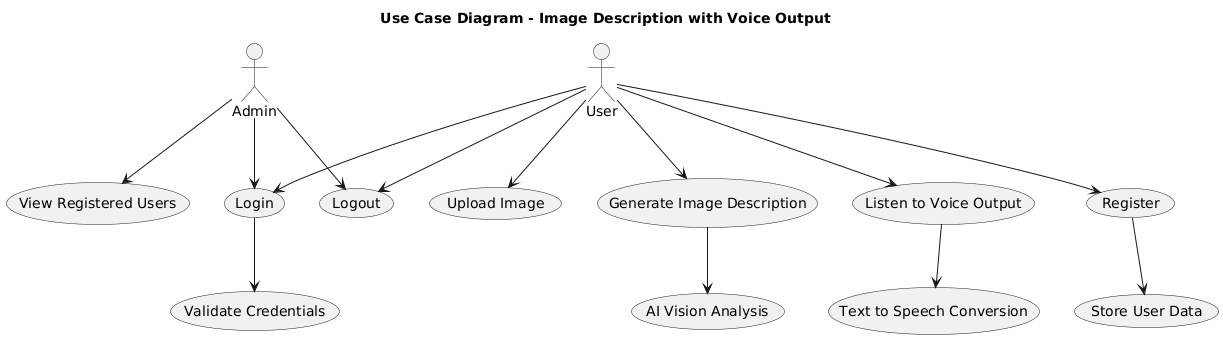 Use Case Diagram - Image Description with Voice Output
Admin
User
View Registered Users
Login
Logout
Upload Image
Generate Image Description
Listen to Voice Output
Register
Validate Credentials
AI Vision Analysis
Text to Speech Conversion
Store User Data